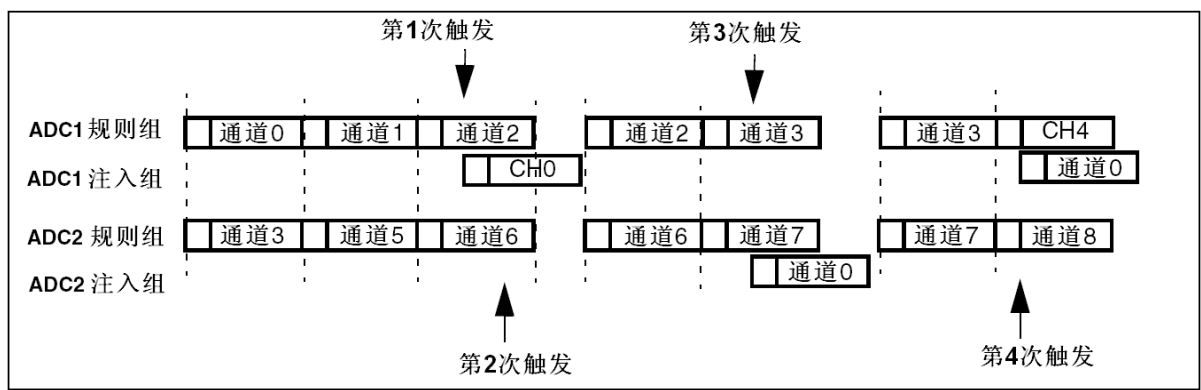 第1次触发 第3次触发
ADC1 规则组 通道0 通道1 通道2 通道2 通道3 通道3 CH4
ADC1 注入组 CH0 通道0
ADC2 规则组 通道3 通道5 通道6 通道6 通道7 通道7 通道8
ADC2 注入组 通道0
第2次触发 第4次触发